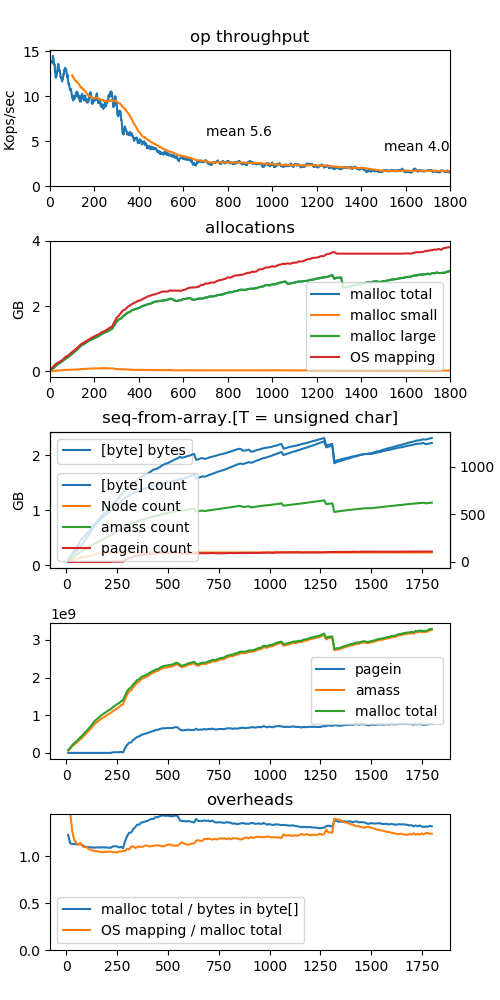 op throughput
15
10
5
0
Kops/sec
mean 5.6
mean 4.0
0 200 400 600 800 1000 1200 1400 1600 1800
allocations
4
2
0
GB
malloc total
malloc small
malloc large
OS mapping
0 200 400 600 800 1000 1200 1400 1600 1800
seq-from-array.[T = unsigned char]
2
1
0
GB
[byte] bytes
[byte] count
Node count
amass count
pagein count
1000
500
0
0 250 500 750 1000 1250 1500 1750
1e9
3
2
1
0
pagein
amass
malloc total
0 250 500 750 1000 1250 1500 1750
overheads
1.0
0.5
0.0
malloc total / bytes in byte[]
OS mapping / malloc total
0 250 500 750 1000 1250 1500 1750